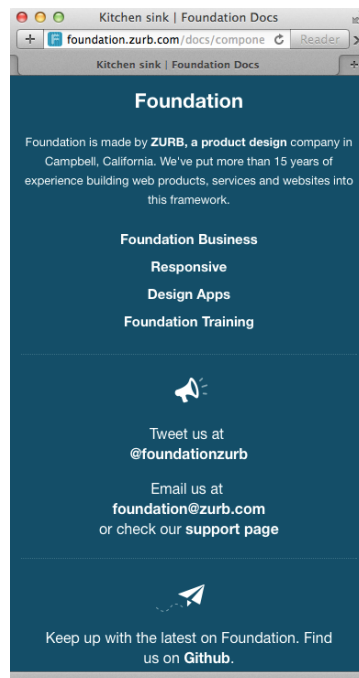 Kitchen sink | Foundation Docs
+ F foundation.zurb.com/docs/compone Reader
Kitchen sink | Foundation Docs
Foundation
Foundation is made by ZURB, a product design company in
Campbell, California. We've put more than 15 years of
experience building web products, services and websites into
this framework.
Foundation Business
Responsive
Design Apps
Foundation Training
Tweet us at
@foundationzurb
Email us at
foundation@zurb.com
or check our support page
Keep up with the latest on Foundation. Find
us on Github.